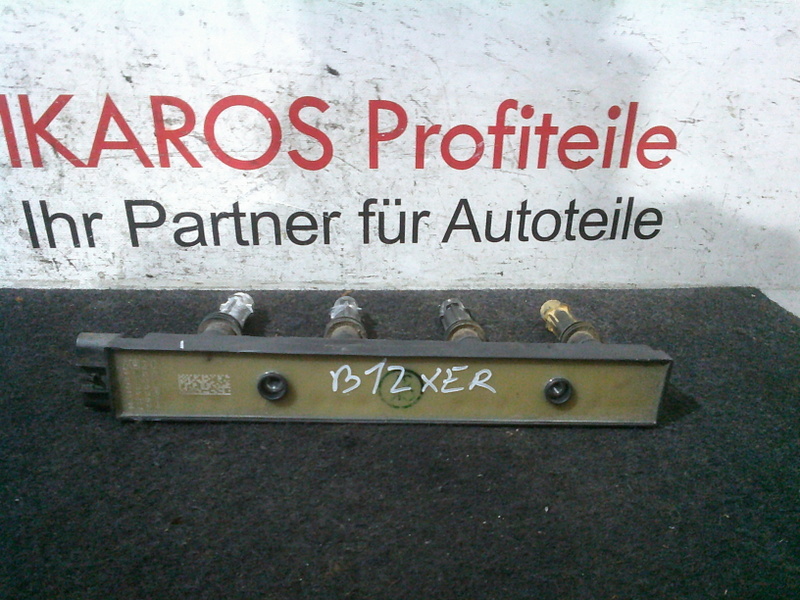 IKAROS Profiteile
Ihr Partner für Autoteile
B12XER